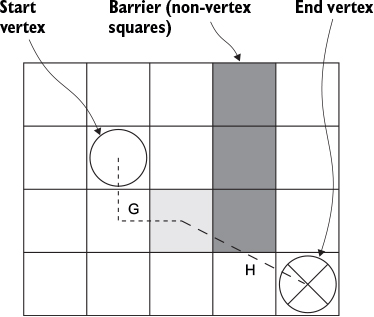 Start
vertex
Barrier (non-vertex
squares)
End vertex
G
H